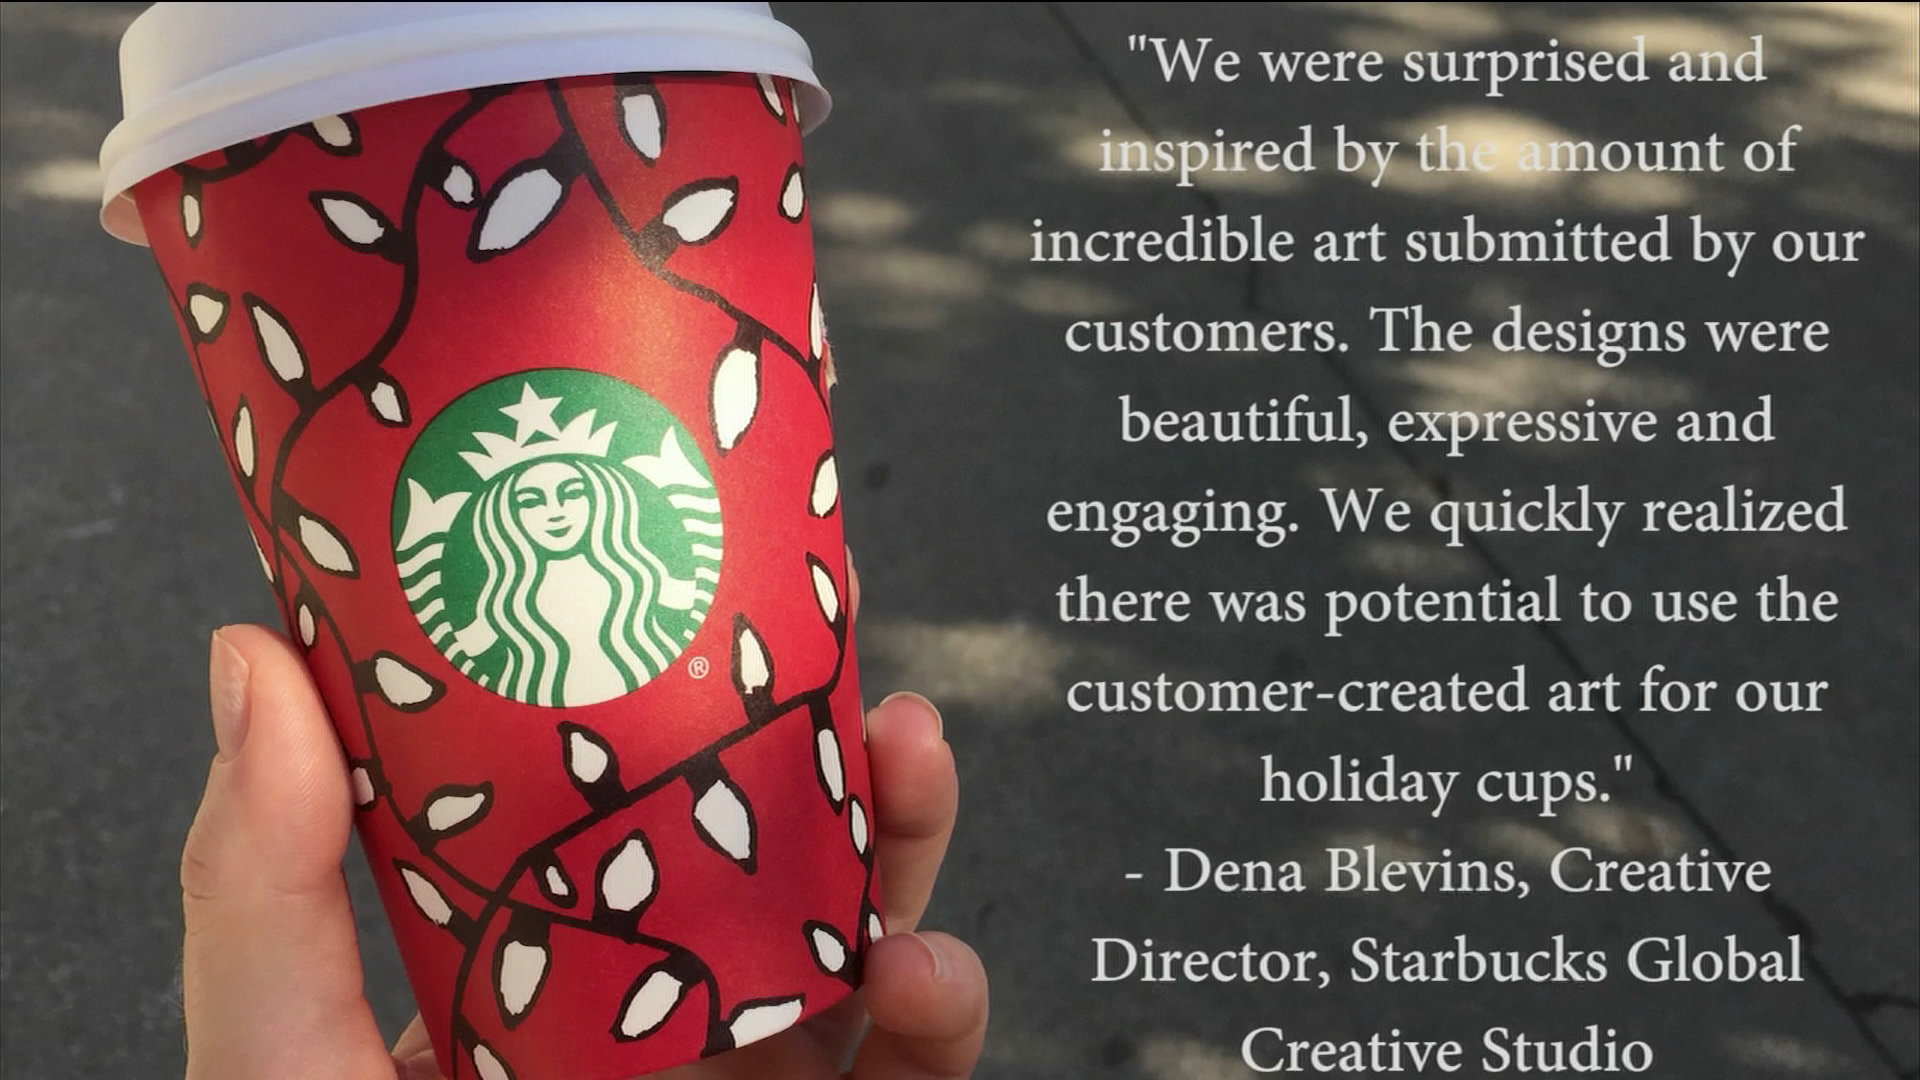 "We were surprised and
inspired by the amount of
incredible art submitted by our
customers. The designs were
beautiful, expressive and
engaging. We quickly realized
there was potential to use the
customer-created art for our
holiday cups."
- Dena Blevins, Creative
Director, Starbucks Global
Creative Studio
®